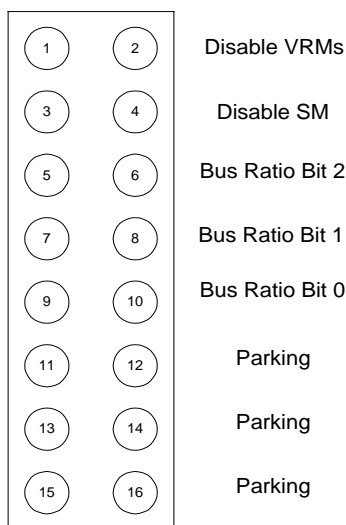 1 2 Disable VRMs
3 4 Disable SM
5 6 Bus Ratio Bit 2
7 8 Bus Ratio Bit 1
9 10 Bus Ratio Bit 0
11 12 Parking
13 14 Parking
15 16 Parking